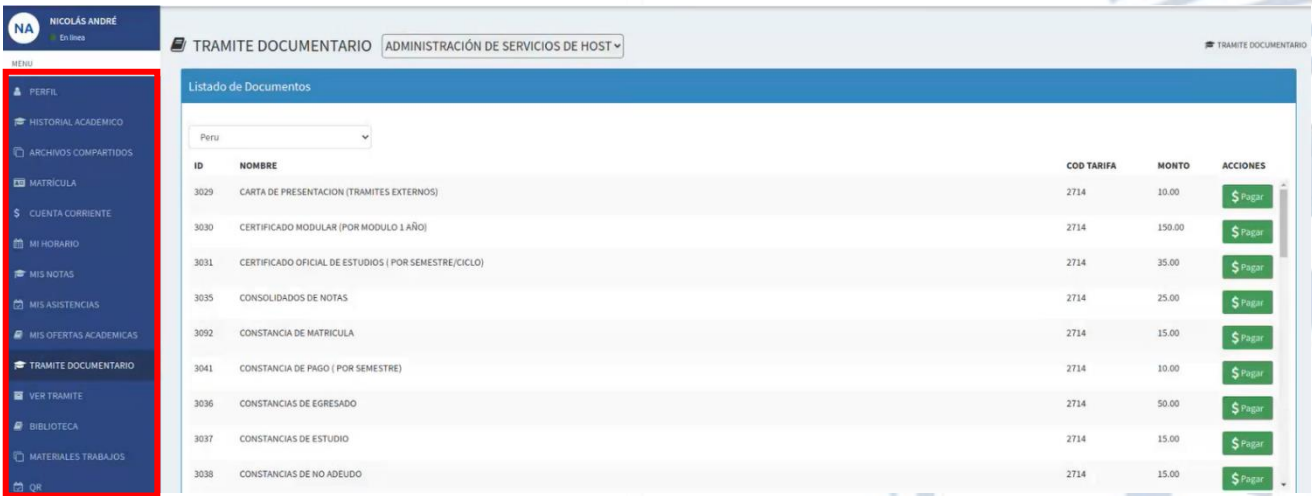 NA
NICOLÁS ANDRÉ
En línea
MENU
PERFIL
HISTORIAL ACADEMICO
ARCHIVOS COMPARTIDOS
MATRÍCULA
$ CUENTA CORRIENTE
MI HORARIO
MIS NOTAS
MIS ASISTENCIAS
MIS OFERTAS ACADEMICAS
TRAMITE DOCUMENTARIO
VER TRAMITE
BIBLIOTECA
MATERIALES TRABAJOS
QR
TRAMITE DOCUMENTARIO ADMINISTRACIÓN DE SERVICIOS DE HOST
TRAMITE DOCUMENTARIO
Listado de Documentos
Peru
ID NOMBRE COD TARIFA MONTO ACCIONES
3029 CARTA DE PRESENTACION (TRAMITES EXTERNOS) 2714 10.00 $ Pagar
3030 CERTIFICADO MODULAR (POR MODULO 1 AÑO) 2714 150.00 $ Pagar
3031 CERTIFICADO OFICIAL DE ESTUDIOS ( POR SEMESTRE/CICLO) 2714 35.00 $ Pagar
3035 CONSOLIDADOS DE NOTAS 2714 25.00 $ Pagar
3092 CONSTANCIA DE MATRICULA 2714 15.00 $ Pagar
3041 CONSTANCIA DE PAGO ( POR SEMESTRE) 2714 10.00 $ Pagar
3036 CONSTANCIAS DE EGRESADO 2714 50.00 $ Pagar
3037 CONSTANCIAS DE ESTUDIO 2714 15.00 $ Pagar
3038 CONSTANCIAS DE NO ADEUDO 2714 15.00 $ Pagar